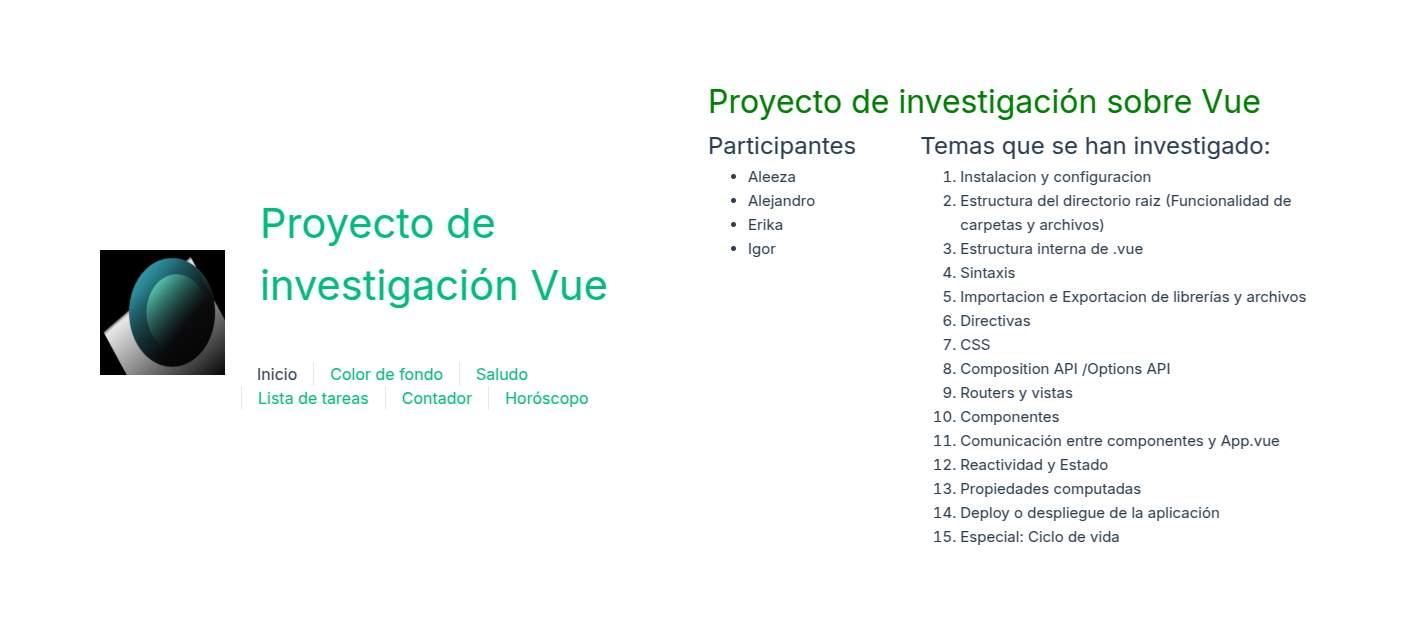 Proyecto de
investigación Vue
Inicio
Color de fondo
Saludo
Lista de tareas
Contador
Horóscopo
Proyecto de investigación sobre Vue
Participantes
• Aleeza
• Alejandro
• Erika
• Igor
Temas que se han investigado:
1. Instalacion y configuracion
2. Estructura del directorio raiz (Funcionalidad de
carpetas y archivos)
3. Estructura interna de .vue
4. Sintaxis
5. Importacion e Exportacion de librerías y archivos
6. Directivas
7. CSS
8. Composition API /Options API
9. Routers y vistas
10. Componentes
11. Comunicación entre componentes y App.vue
12. Reactividad y Estado
13. Propiedades computadas
14. Deploy o despliegue de la aplicación
15. Especial: Ciclo de vida